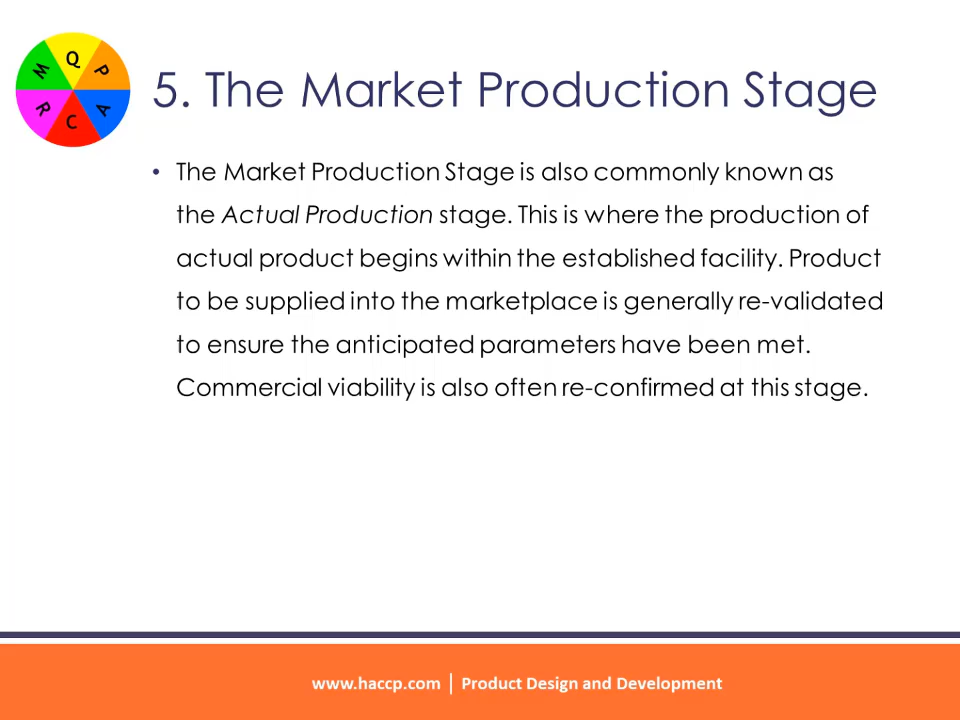 Q
M
P
R
A
C
5. The Market Production Stage
• The Market Production Stage is also commonly known as
the Actual Production stage. This is where the production of
actual product begins within the established facility. Product
to be supplied into the marketplace is generally re-validated
to ensure the anticipated parameters have been met.
Commercial viability is also often re-confirmed at this stage.
www.haccp.com | Product Design and Development